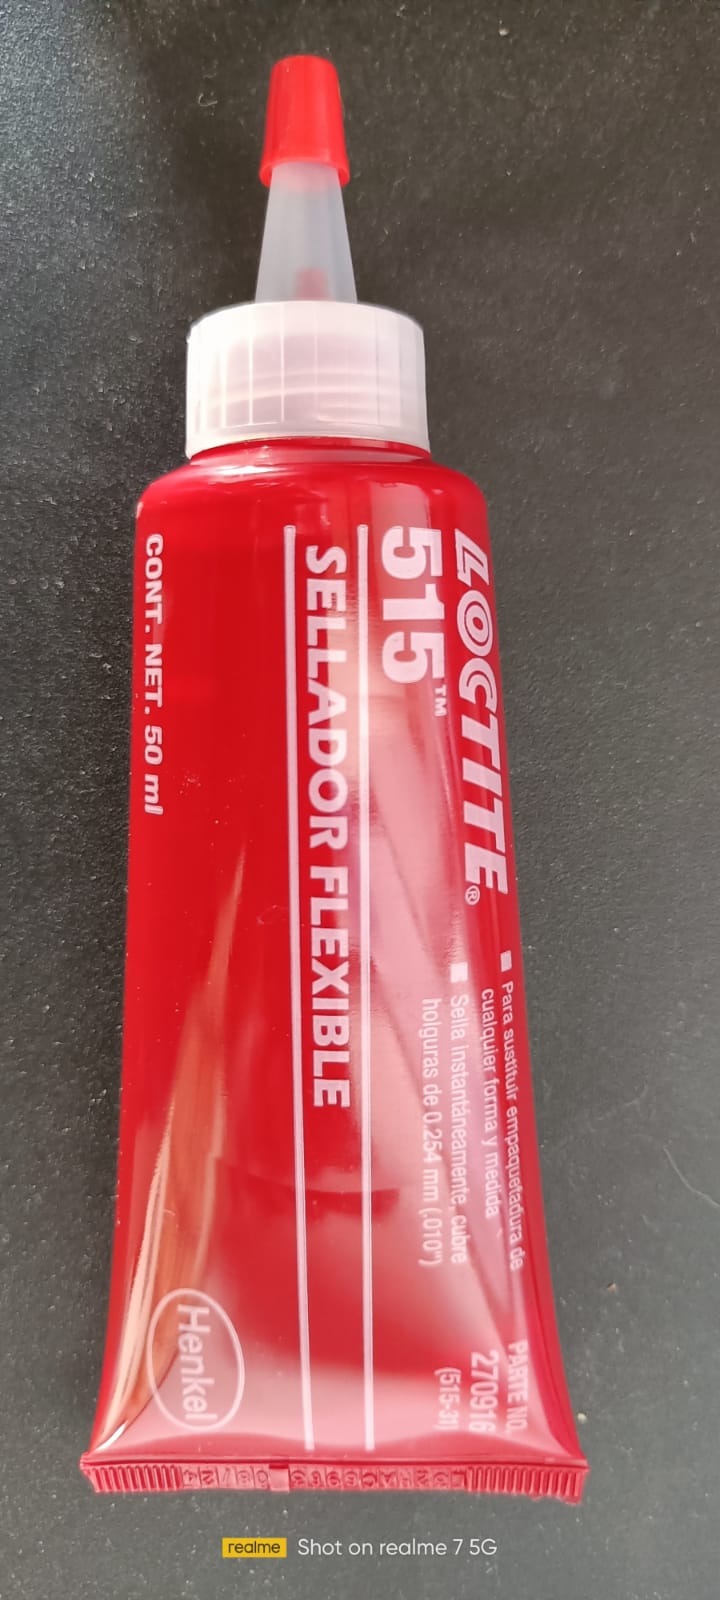 LOCTITE®
515™
SELLADOR FLEXIBLE
CONT. NET. 50 ml
■ Para sustituir empaquetadura de
cualquier forma y medida
■ Sella instantáneamente, cubre
holguras de 0.254 mm (.010")
PARTE NO.
270916
(515-31)
Henkel
realme Shot on realme 7 5G